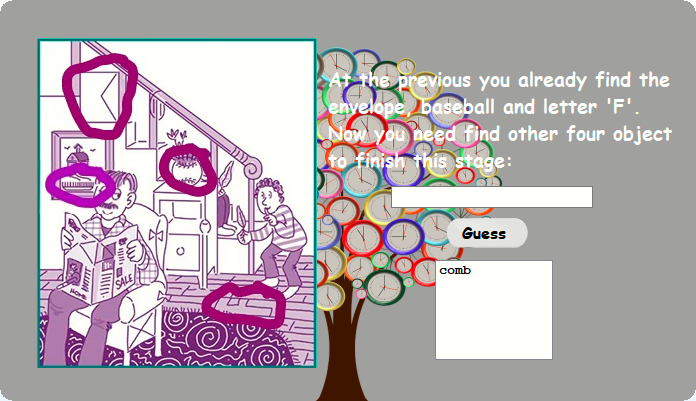 At the previous you already find the
envelope, baseball and letter 'F'.
Now you need find other four object
to finish this stage:
Guess
comb
SALE
HOME